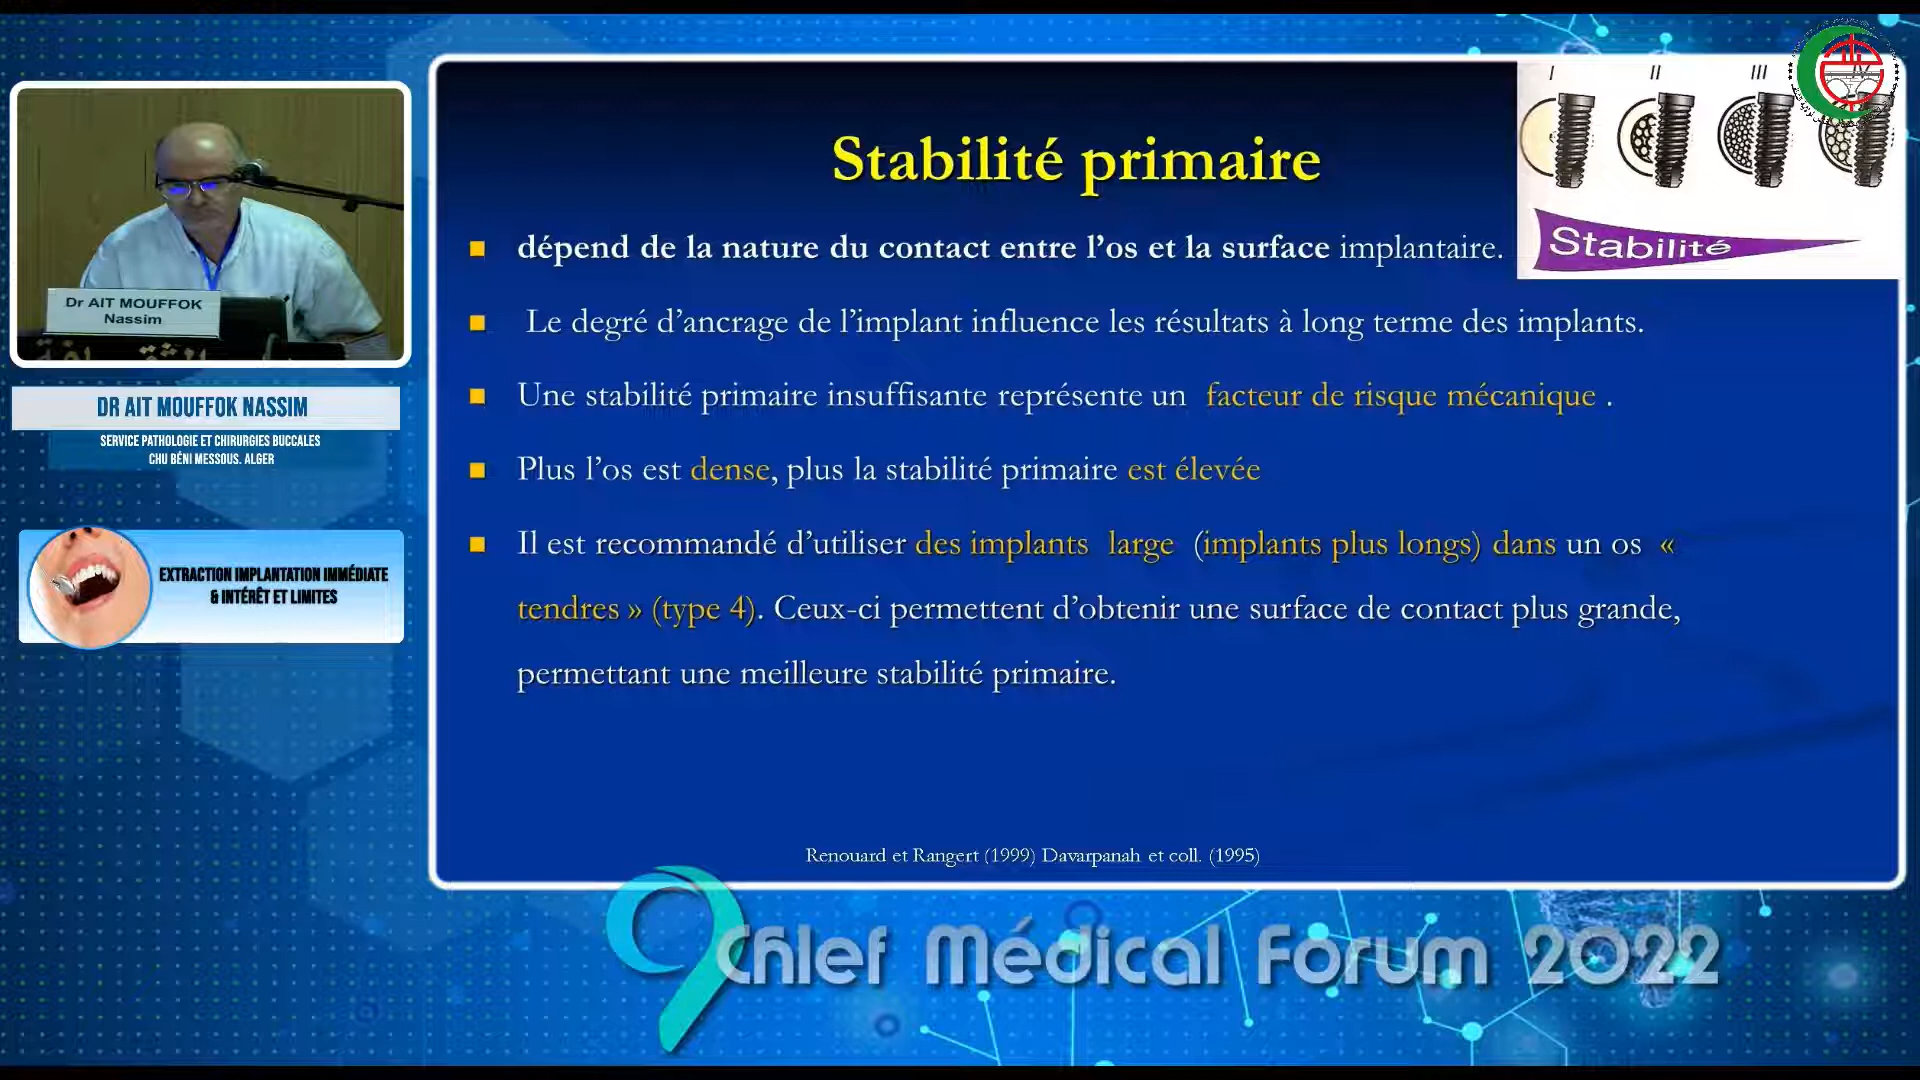 I II III IV
Stabilité
Stabilité primaire
■ dépend de la nature du contact entre l’os et la surface implantaire.
■ Le degré d’ancrage de l’implant influence les résultats à long terme des implants.
■ Une stabilité primaire insuffisante représente un facteur de risque mécanique .
■ Plus l’os est dense, plus la stabilité primaire est élevée
■ Il est recommandé d’utiliser des implants large (implants plus longs) dans un os «
tendres » (type 4). Ceux-ci permettent d’obtenir une surface de contact plus grande,
permettant une meilleure stabilité primaire.
Renouard et Rangert (1999) Davarpanah et coll. (1995)
Dr AIT MOUFFOK
Nassim
DR AIT MOUFFOK NASSIM
SERVICE PATHOLOGIE ET CHIRURGIES BUCCALES
CHU BÉNI MESSOUS. ALGER
EXTRACTION IMPLANTATION IMMÉDIATE
& INTÉRÊT ET LIMITES
9 Chlef Médical Forum 2022